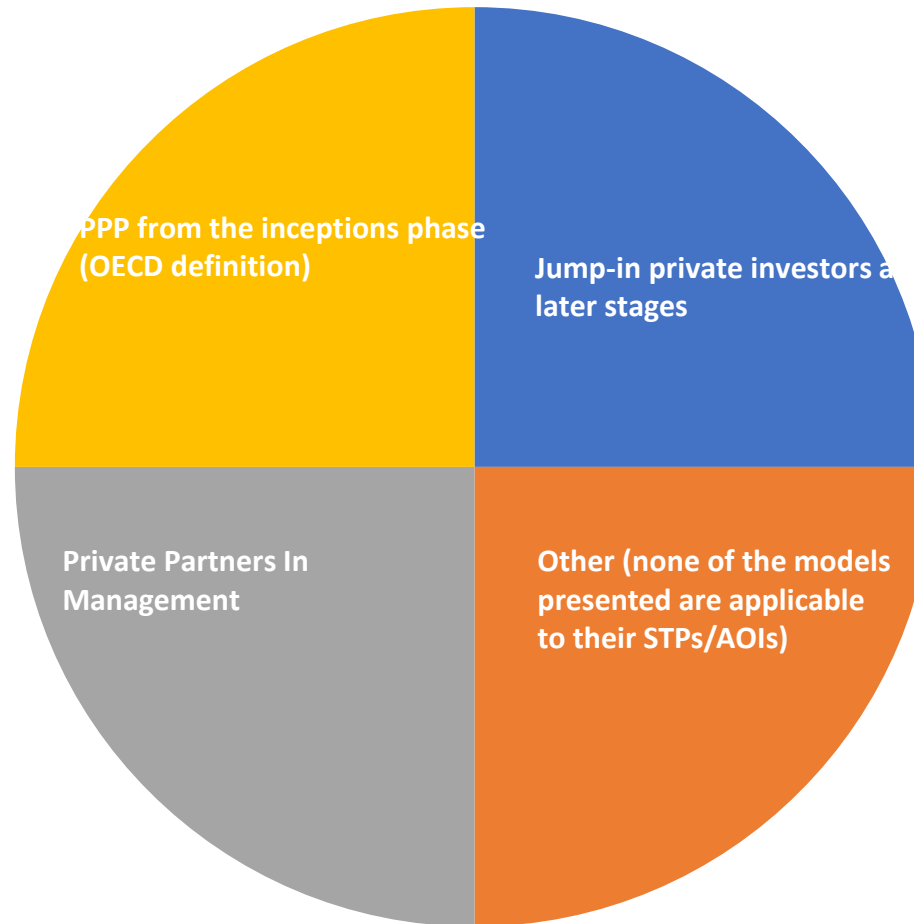 PPP from the inceptions phase
(OECD definition)
Jump-in private investors a
later stages
Private Partners In
Management
Other (none of the models
presented are applicable
to their STPs/AOIs)